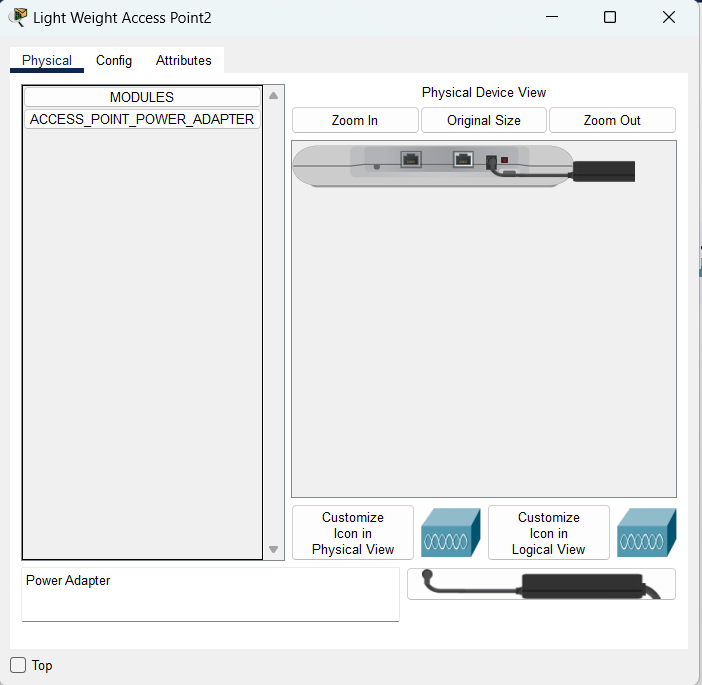 Light Weight Access Point2
Physical
Config
Attributes
MODULES
ACCESS_POINT_POWER_ADAPTER
Physical Device View
Zoom In
Original Size
Zoom Out
Customize
Icon in
Physical View
Customize
Icon in
Logical View
Power Adapter
Top